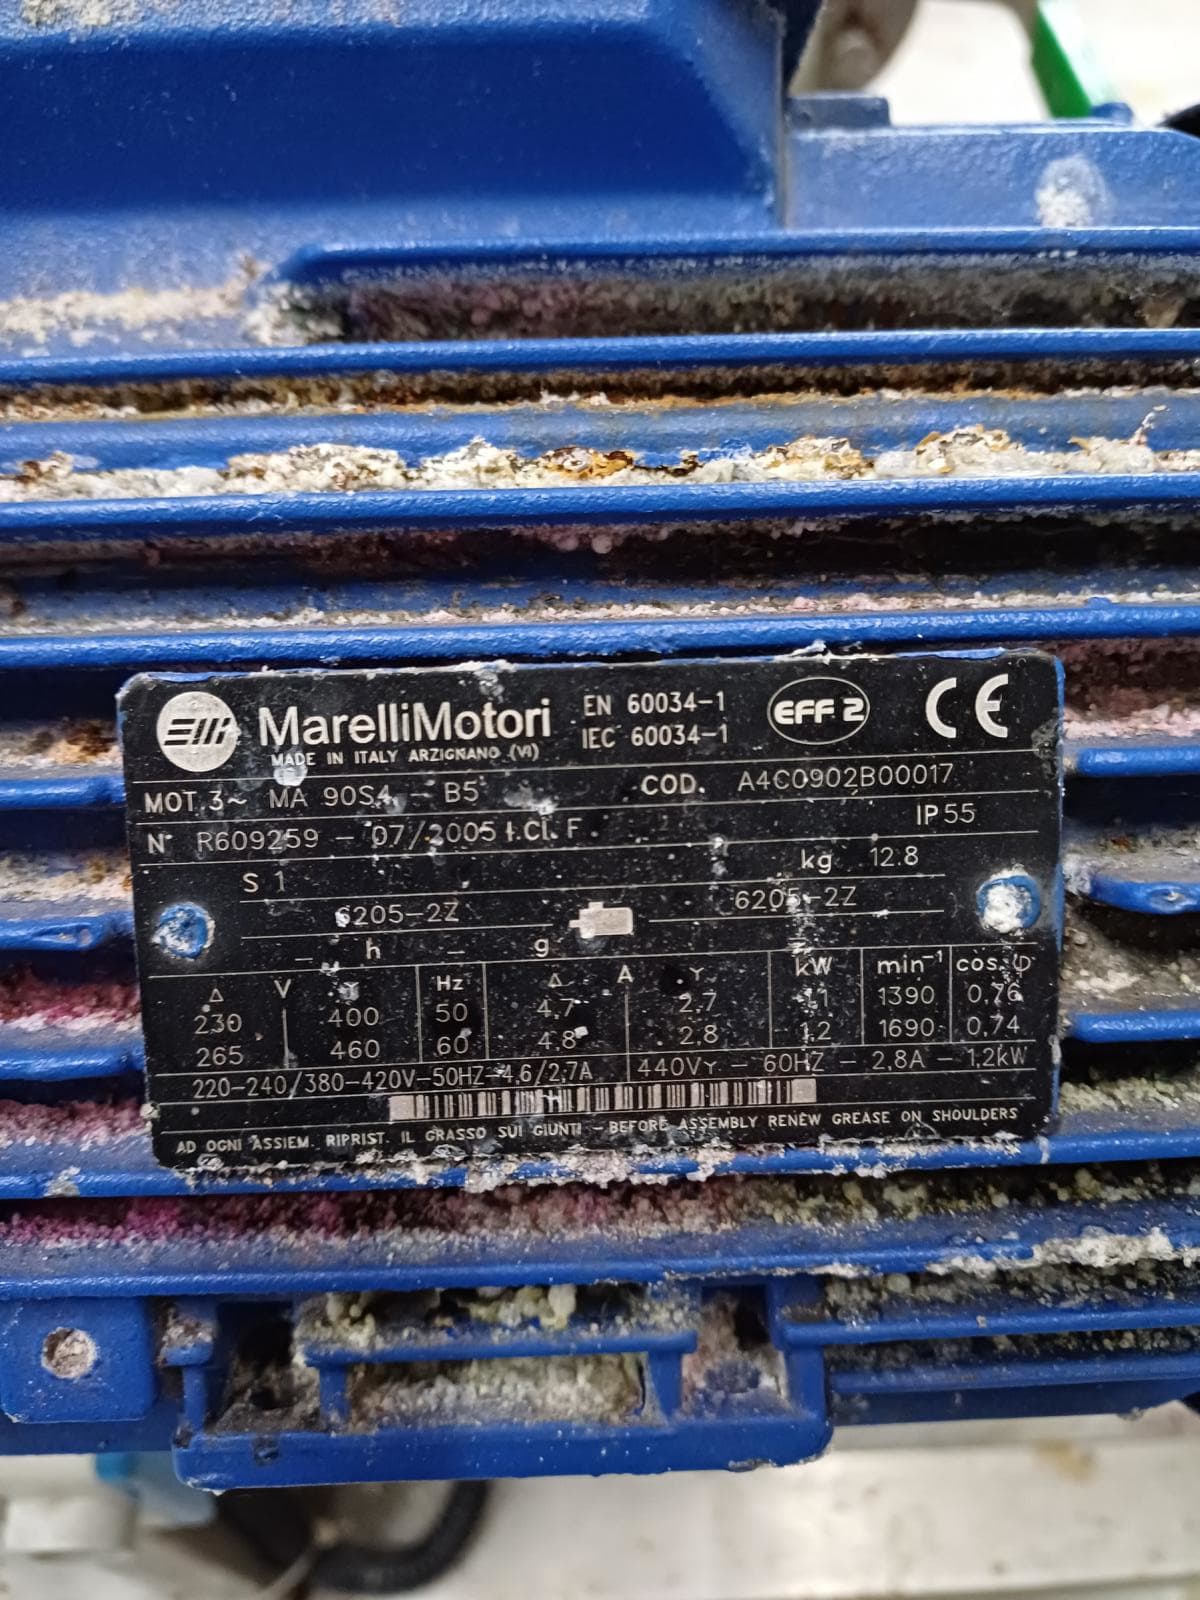 MarelliMotori EN 60034-1 EFF 2 CE
MADE IN ITALY ARZIGNANO (VI) IEC 60034-1
MOT. 3~ MA 90S4 - B5 COD. A4C0902B00017
N° R609259 - 07/2005 I.Cl. F IP 55
S 1 kg 12.8
6205-2Z 6205-2Z
- h - g
Δ V Y Hz Δ A Y kW min⁻¹ cos φ
230 400 50 4,7 2.7 1390 0,76
265 460 60 4.8 2.8 1.2 1690 0,74
220-240/380-420V-50HZ-4,6/2,7A 440VY - 60HZ - 2,8A - 1,2kW
AD OGNI ASSIEM. RIPRIST. IL GRASSO SUI GIUNTI - BEFORE ASSEMBLY RENEW GREASE ON SHOULDERS